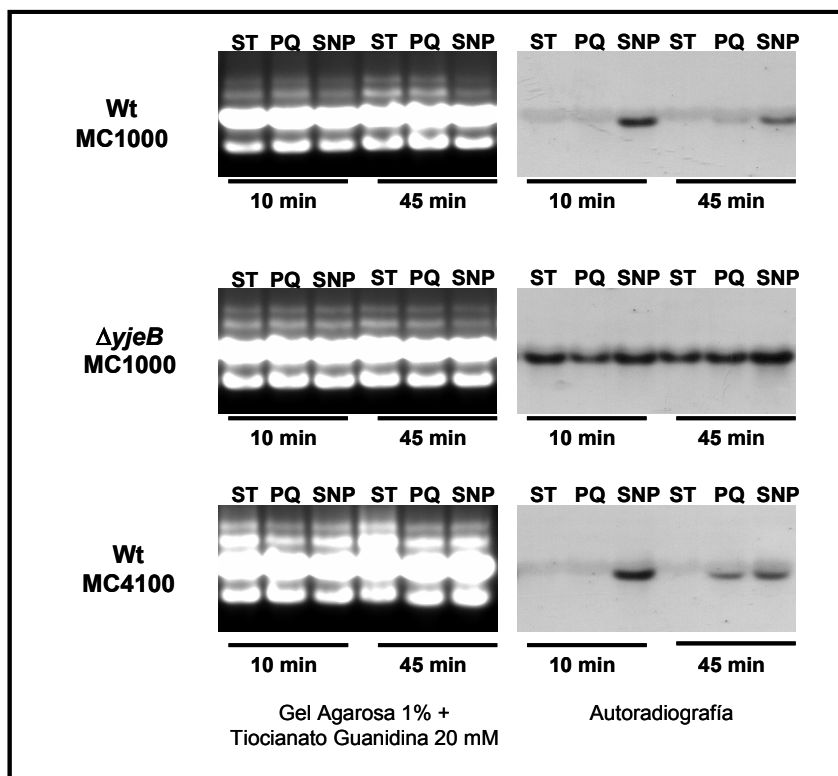 ST PQ SNP ST PQ SNP ST PQ SNP ST PQ SNP
Wt
MC1000
10 min 45 min 10 min 45 min
ST PQ SNP ST PQ SNP ST PQ SNP ST PQ SNP
ΔyjeB
MC1000
10 min 45 min 10 min 45 min
ST PQ SNP ST PQ SNP ST PQ SNP ST PQ SNP
Wt
MC4100
10 min 45 min 10 min 45 min
Gel Agarosa 1% + Autoradiografía
Tiocianato Guanidina 20 mM